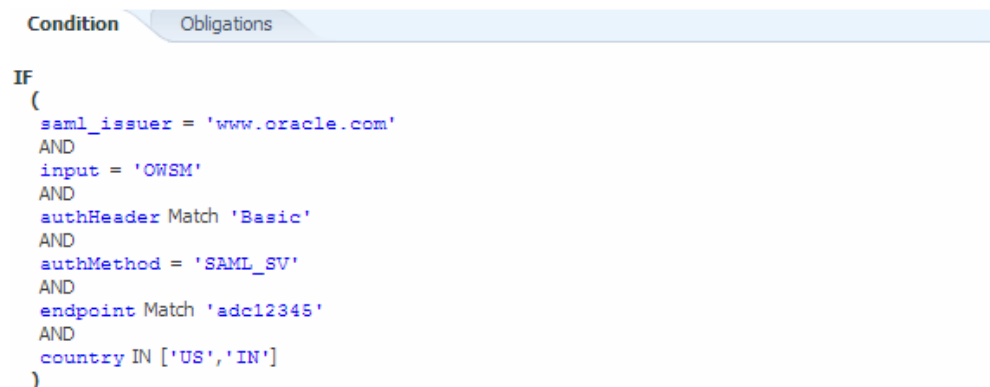 Condition Obligations
IF
(
saml_issuer = 'www.oracle.com'
AND
input = 'OWSM'
AND
authHeader Match 'Basic'
AND
authMethod = 'SAML_SV'
AND
endpoint Match 'adc12345'
AND
country IN ['US','IN']
)